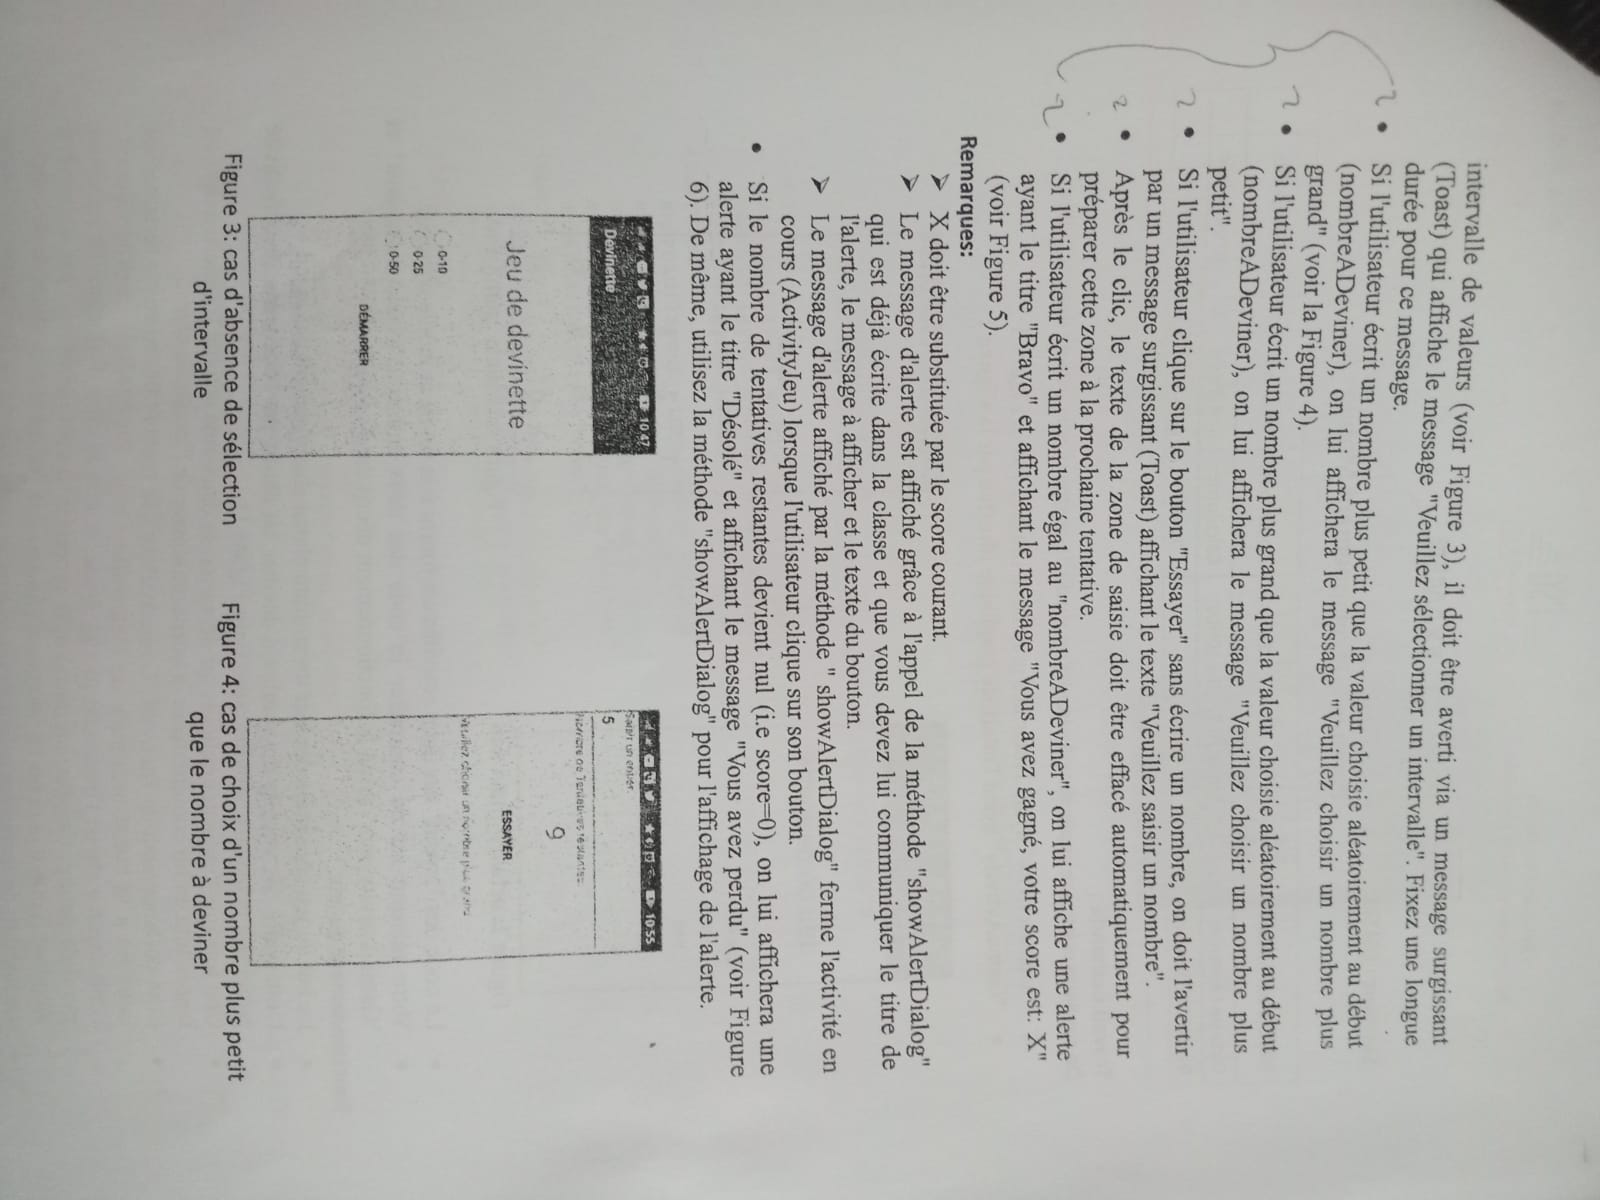 intervalle de valeurs (voir Figure 3), il doit être averti via un message surgissant
(Toast) qui affiche le message "Veuillez sélectionner un intervalle". Fixez une longue
durée pour ce message.
• Si l'utilisateur écrit un nombre plus petit que la valeur choisie aléatoirement au début
(nombreADeviner), on lui affichera le message "Veuillez choisir un nombre plus
grand" (voir la Figure 4).
• Si l'utilisateur écrit un nombre plus grand que la valeur choisie aléatoirement au début
(nombreADeviner), on lui affichera le message "Veuillez choisir un nombre plus
petit".
• Si l'utilisateur clique sur le bouton "Essayer" sans écrire un nombre, on doit l'avertir
par un message surgissant (Toast) affichant le texte "Veuillez saisir un nombre".
• Après le clic, le texte de la zone de saisie doit être effacé automatiquement pour
préparer cette zone à la prochaine tentative.
• Si l'utilisateur écrit un nombre égal au "nombreADeviner", on lui affiche une alerte
ayant le titre "Bravo" et affichant le message "Vous avez gagné, votre score est: X"
(voir Figure 5).
Remarques:
➤ X doit être substituée par le score courant.
➤ Le message d'alerte est affiché grâce à l'appel de la méthode "showAlertDialog"
qui est déjà écrite dans la classe et que vous devez lui communiquer le titre de
l'alerte, le message à afficher et le texte du bouton.
➤ Le message d'alerte affiché par la méthode " showAlertDialog" ferme l'activité en
cours (ActivityJeu) lorsque l'utilisateur clique sur son bouton.
• Si le nombre de tentatives restantes devient nul (i.e score=0), on lui affichera une
alerte ayant le titre "Désolé" et affichant le message "Vous avez perdu" (voir Figure
6). De même, utilisez la méthode "showAlertDialog" pour l'affichage de l'alerte.
10:47
Devinette
Jeu de devinette
0-10
0-25
0-50
DÉMARRER
Figure 3: cas d'absence de sélection
d'intervalle
10:55
Saisir un entier
5
Nombre de Tentatives restantes
9
ESSAYER
Veuillez choisir un nombre plus grand
Figure 4: cas de choix d'un nombre plus petit
que le nombre à deviner